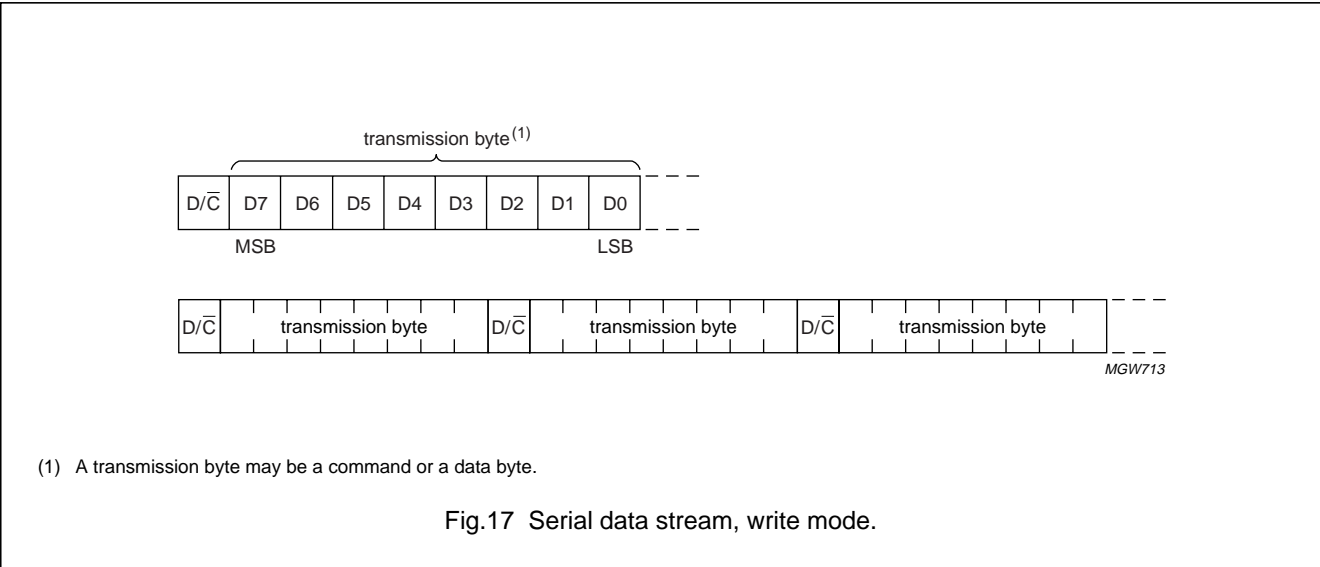 transmission byte(1)
D/C̅ D7 D6 D5 D4 D3 D2 D1 D0
MSB LSB
D/C̅ transmission byte D/C̅ transmission byte D/C̅ transmission byte
MGW713
(1) A transmission byte may be a command or a data byte.
Fig.17 Serial data stream, write mode.